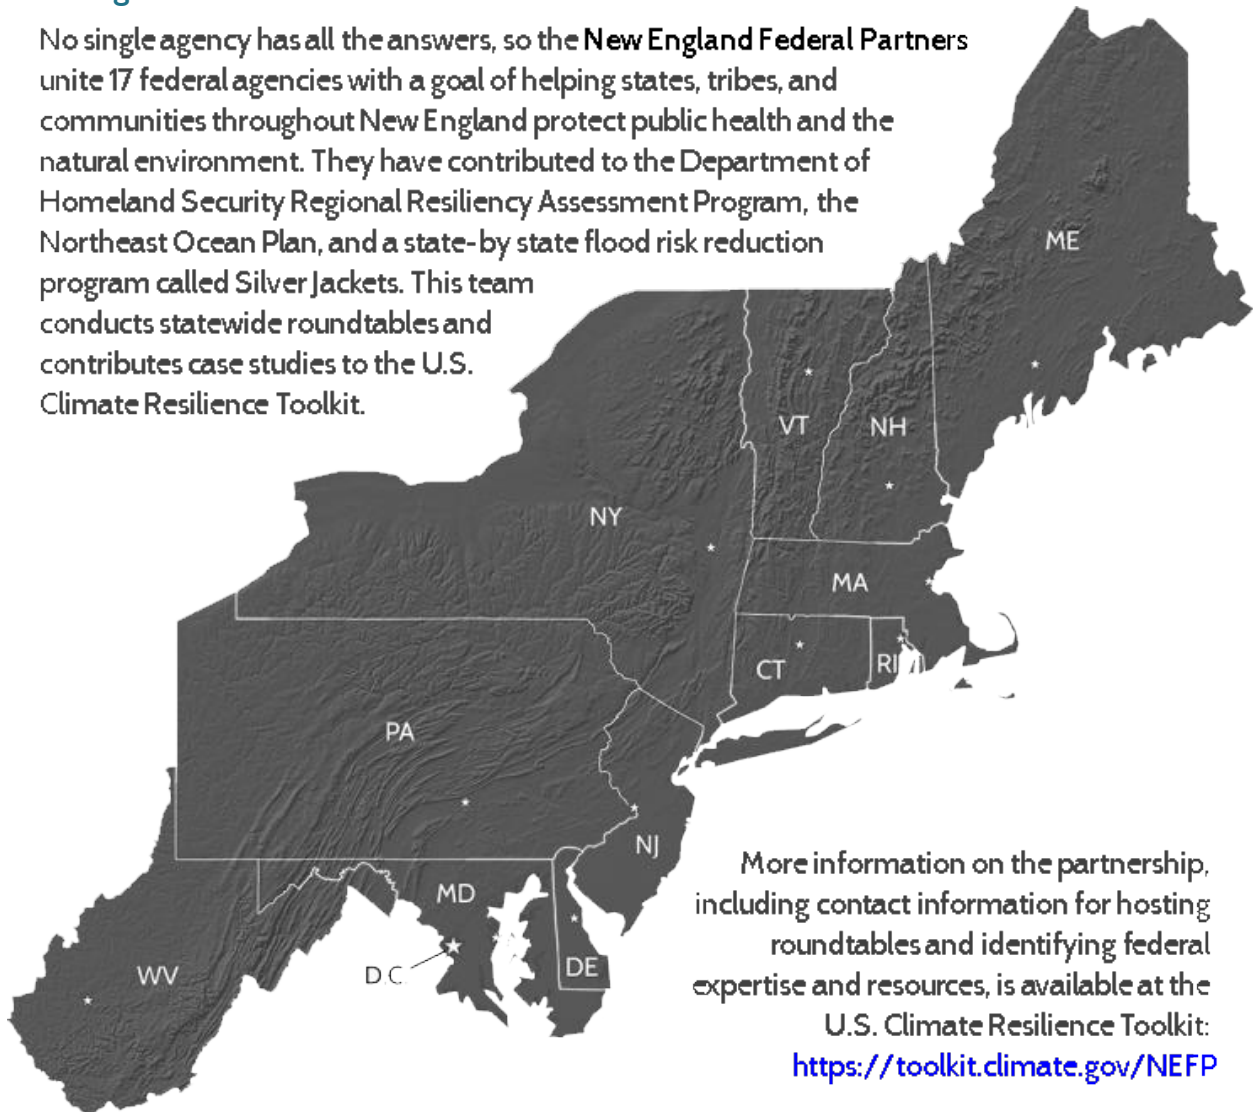 No single agency has all the answers, so the New England Federal Partners
unite 17 federal agencies with a goal of helping states, tribes, and
communities throughout New England protect public health and the
natural environment. They have contributed to the Department of
Homeland Security Regional Resiliency Assessment Program, the
Northeast Ocean Plan, and a state-by state flood risk reduction
program called Silver Jackets. This team
conducts statewide roundtables and
contributes case studies to the U.S.
Climate Resilience Toolkit.
ME
VT
NH
NY
MA
CT
RI
PA
NJ
MD
D.C.
DE
WV
More information on the partnership,
including contact information for hosting
roundtables and identifying federal
expertise and resources, is available at the
U.S. Climate Resilience Toolkit:
https://toolkit.climate.gov/NEFP